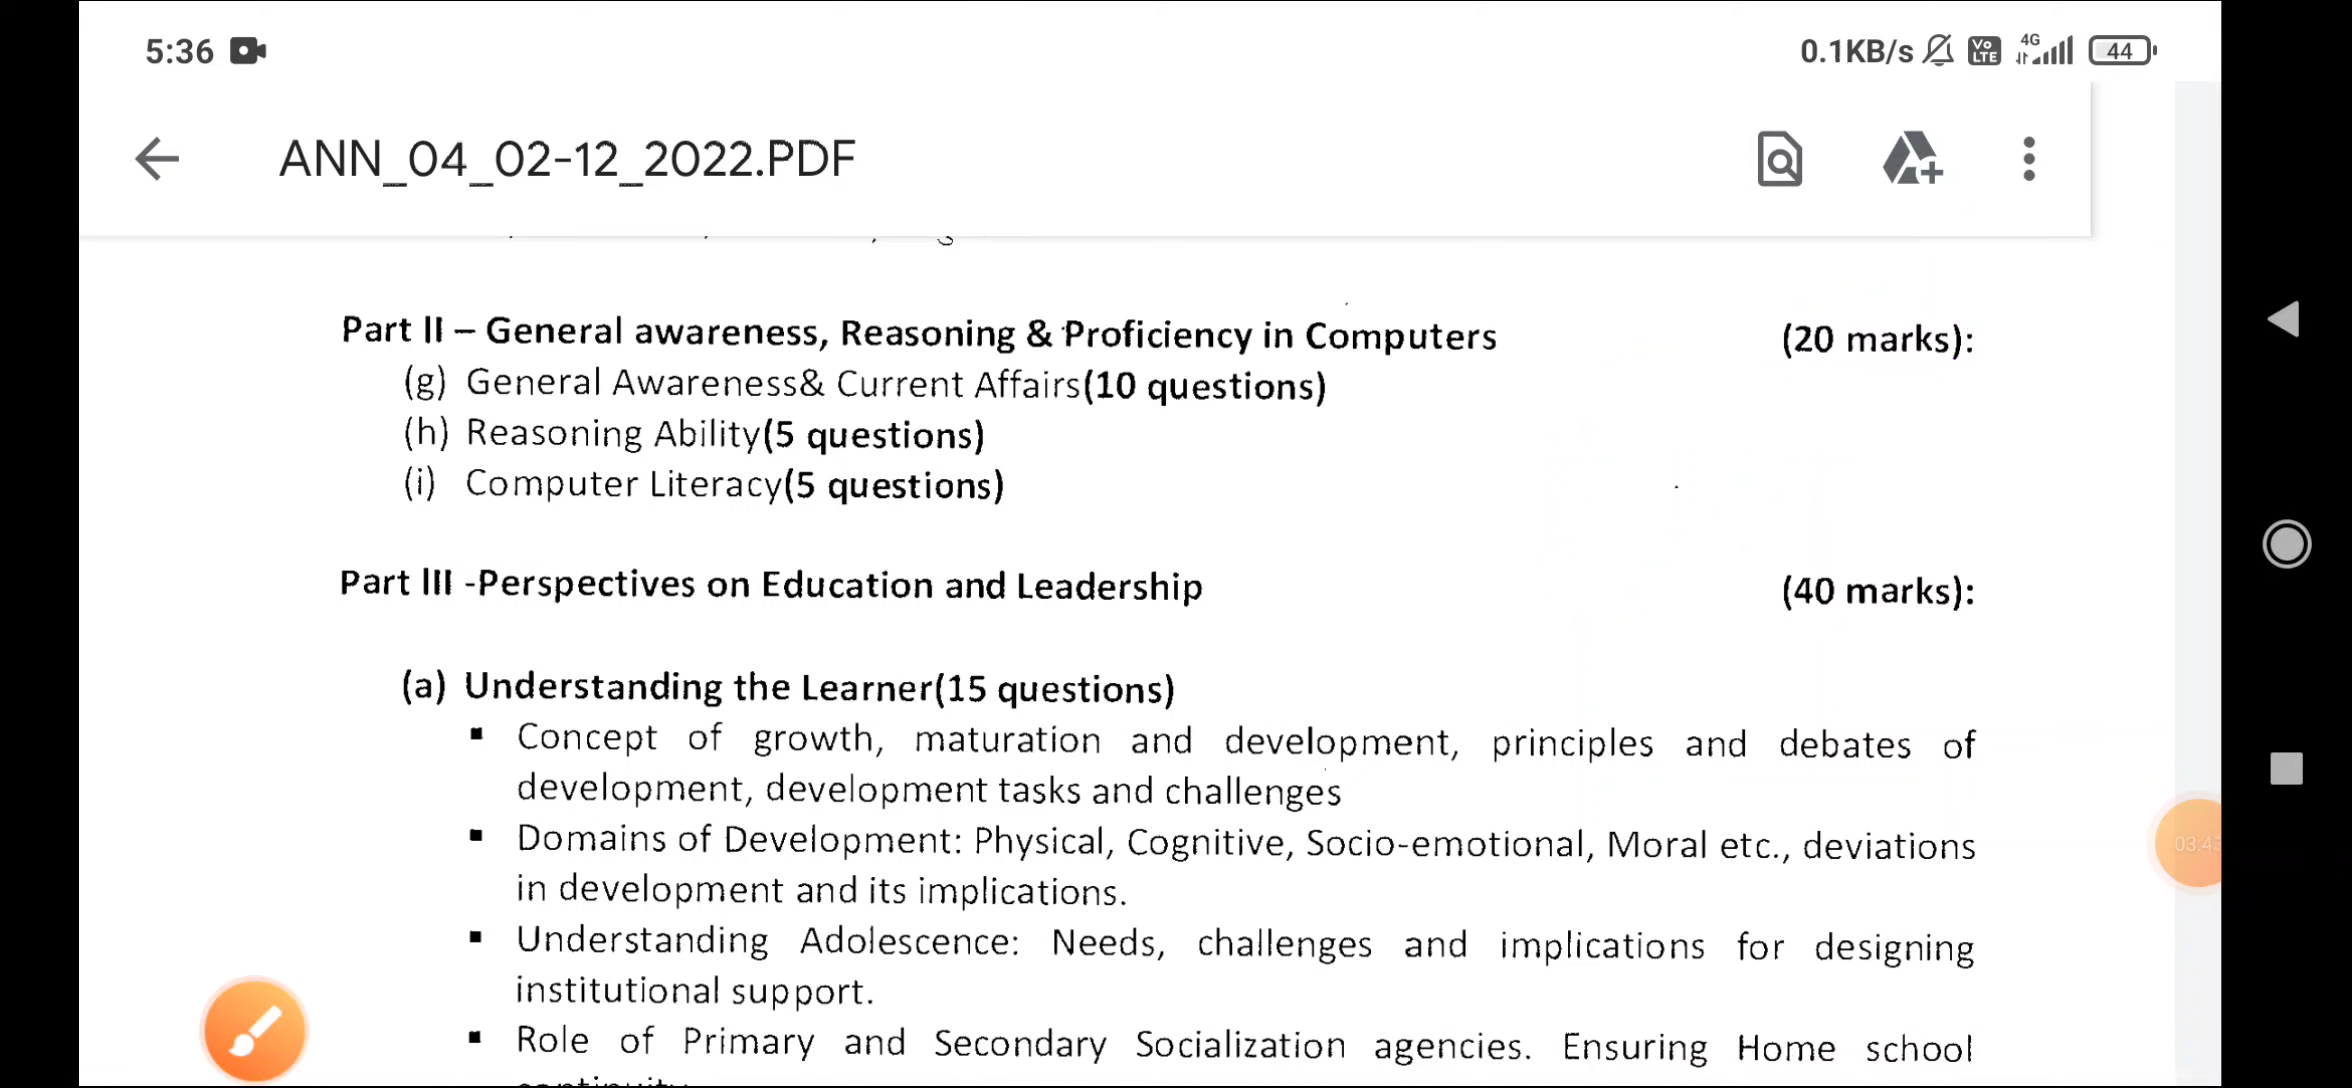 5:36 0.1KB/s Vo LTE 4G 44
ANN_04_02-12_2022.PDF
Part II – General awareness, Reasoning & Proficiency in Computers (20 marks):
(g) General Awareness& Current Affairs(10 questions)
(h) Reasoning Ability(5 questions)
(i) Computer Literacy(5 questions)
Part III -Perspectives on Education and Leadership (40 marks):
(a) Understanding the Learner(15 questions)
▪ Concept of growth, maturation and development, principles and debates of
development, development tasks and challenges
▪ Domains of Development: Physical, Cognitive, Socio-emotional, Moral etc., deviations
in development and its implications.
▪ Understanding Adolescence: Needs, challenges and implications for designing
institutional support.
▪ Role of Primary and Secondary Socialization agencies. Ensuring Home school